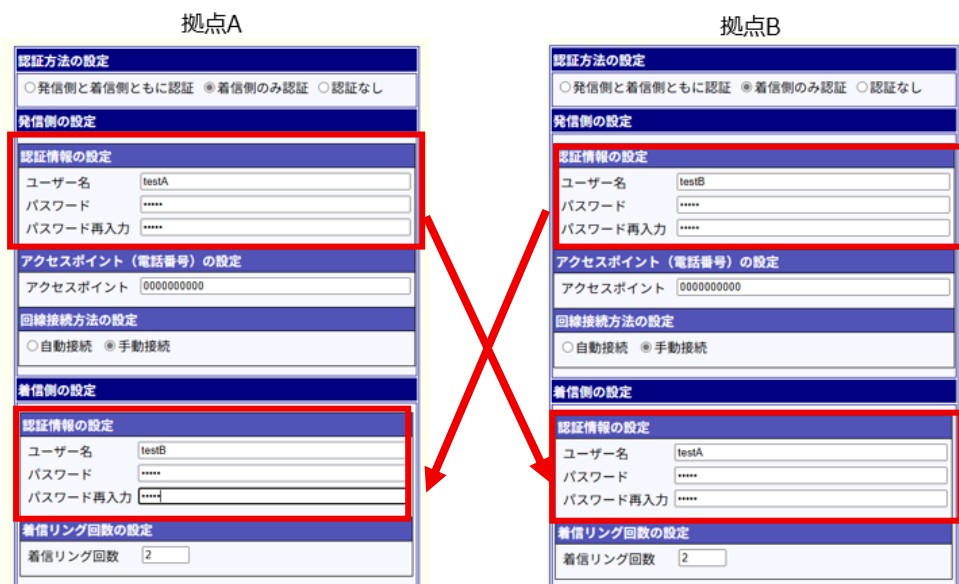 拠点A
認証方法の設定
○発信側と着信側ともに認証 ◉着信側のみ認証 ○認証なし
発信側の設定
認証情報の設定
ユーザー名 testA
パスワード •••••
パスワード再入力 •••••
アクセスポイント（電話番号）の設定
アクセスポイント 0000000000
回線接続方法の設定
○自動接続 ◉手動接続
着信側の設定
認証情報の設定
ユーザー名 testB
パスワード •••••
パスワード再入力 •••••
着信リング回数の設定
着信リング回数 2
拠点B
認証方法の設定
○発信側と着信側ともに認証 ◉着信側のみ認証 ○認証なし
発信側の設定
認証情報の設定
ユーザー名 testB
パスワード •••••
パスワード再入力 •••••
アクセスポイント（電話番号）の設定
アクセスポイント 0000000000
回線接続方法の設定
○自動接続 ◉手動接続
着信側の設定
認証情報の設定
ユーザー名 testA
パスワード •••••
パスワード再入力 •••••
着信リング回数の設定
着信リング回数 2